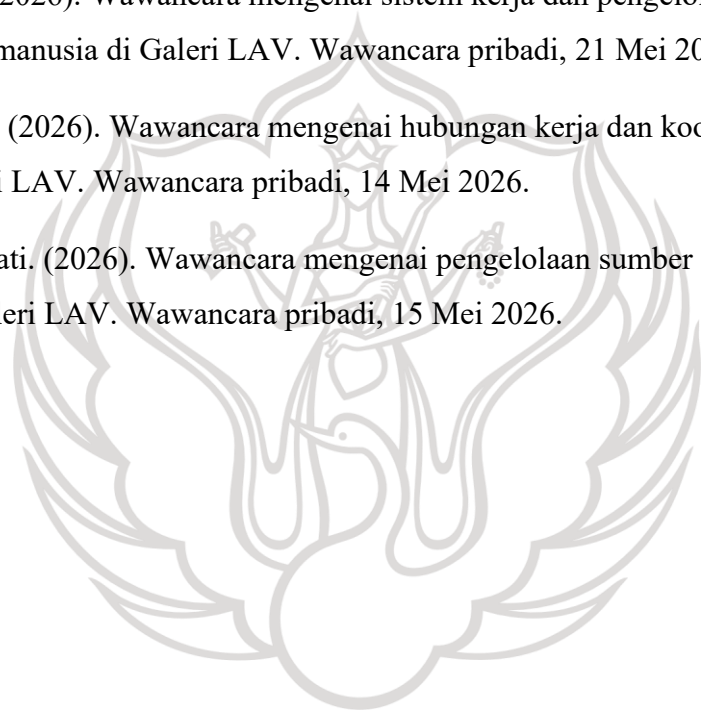 2026). Wawancara mengenai sistem kerja dan pengelo
manusia di Galeri LAV. Wawancara pribadi, 21 Mei 20
(2026). Wawancara mengenai hubungan kerja dan koo
i LAV. Wawancara pribadi, 14 Mei 2026.
ati. (2026). Wawancara mengenai pengelolaan sumber
leri LAV. Wawancara pribadi, 15 Mei 2026.